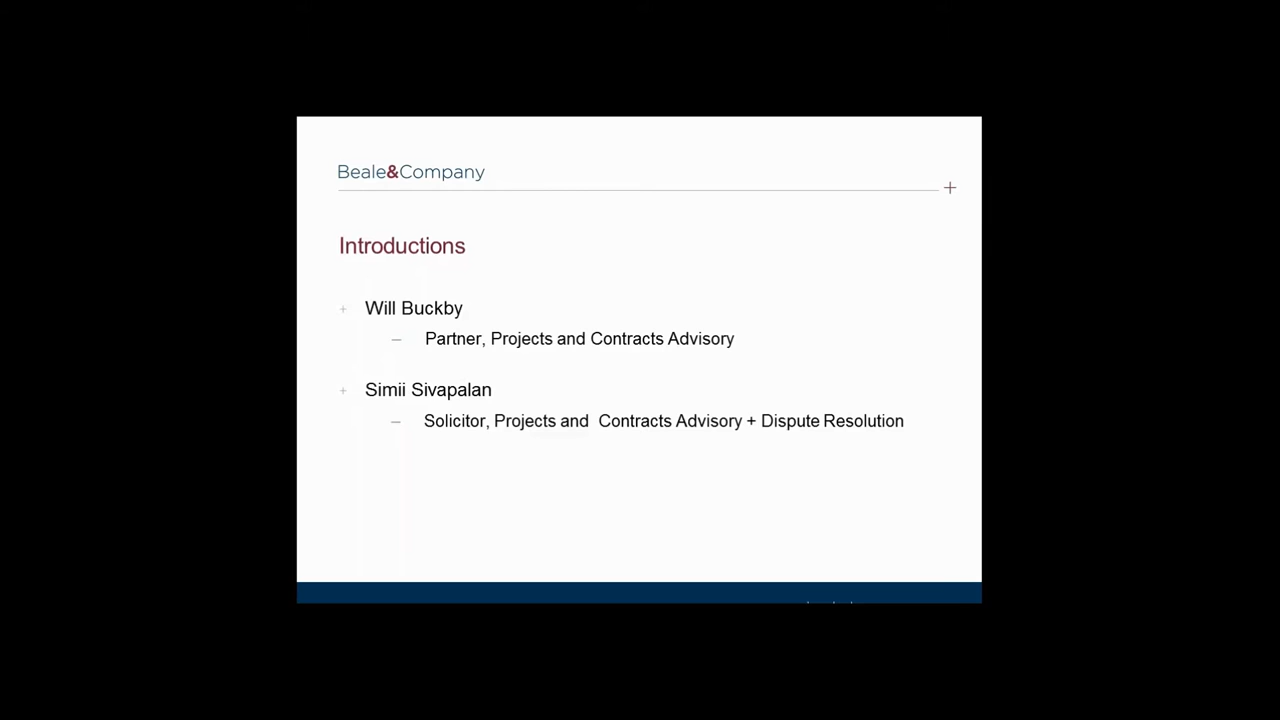 Beale&Company
+
Introductions
+ Will Buckby
– Partner, Projects and Contracts Advisory
+ Simii Sivapalan
– Solicitor, Projects and Contracts Advisory + Dispute Resolution